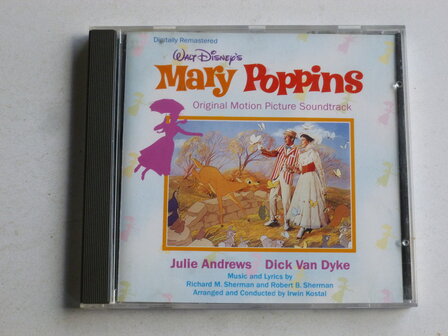 Digitally Remastered
Walt Disney's
Mary Poppins
Original Motion Picture Soundtrack
Julie Andrews Dick Van Dyke
Music and Lyrics by
Richard M. Sherman and Robert B. Sherman
Arranged and Conducted by Irwin Kostal